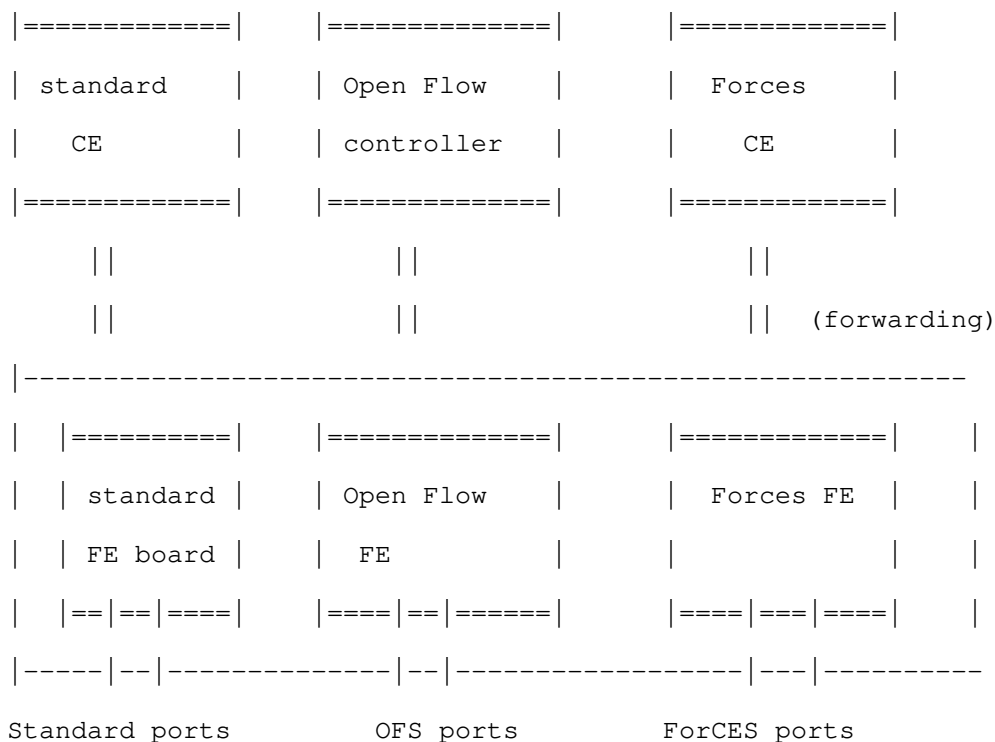 |=============|    |==============|      |=============|
| standard    |    | Open Flow    |      |  Forces     |
|   CE        |    | controller   |      |    CE       |
|=============|    |==============|      |=============|
     ||                 ||                    ||
     ||                 ||                    ||  (forwarding)
|-----------------------------------------------------------
|  |==========|    |==============|      |=============|    |
|  | standard |    | Open Flow    |      |  Forces FE  |    |
|  | FE board |    |  FE          |      |             |    |
|  |==|==|====|    |====|==|======|      |====|===|====|    |
|-----|--|--------------|--|------------------|---|----------
Standard ports         OFS ports         ForCES ports